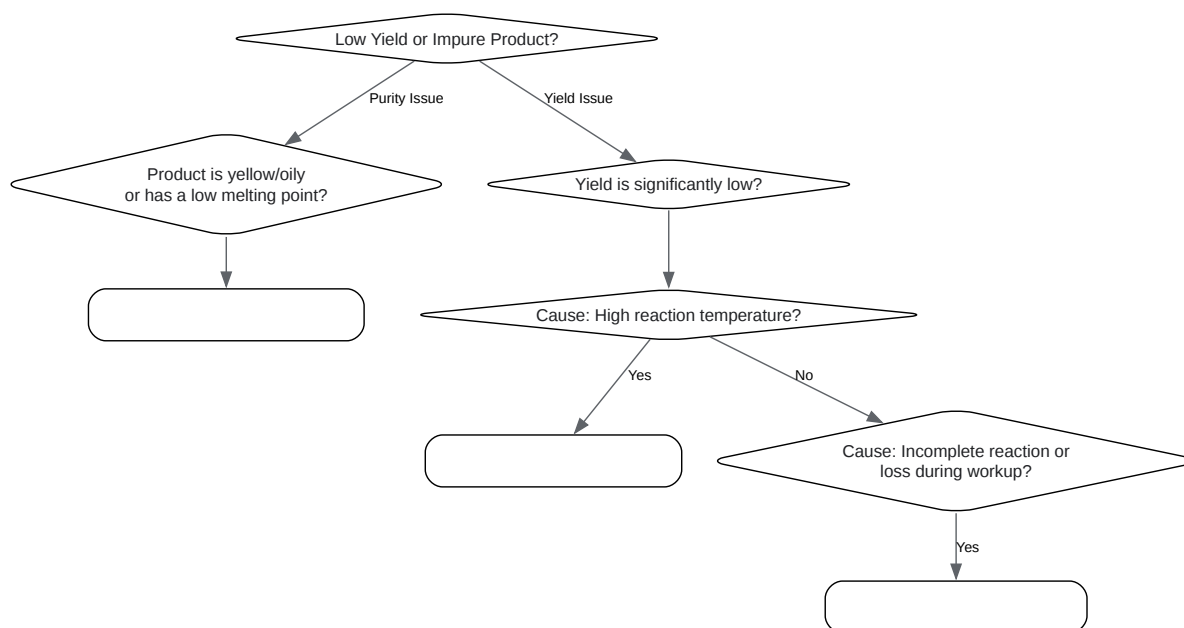 Low Yield or Impure Product?
Purity Issue
Yield Issue
Product is yellow/oily
or has a low melting point?
Yield is significantly low?
Cause: High reaction temperature?
Yes
No
Cause: Incomplete reaction or
loss during workup?
Yes